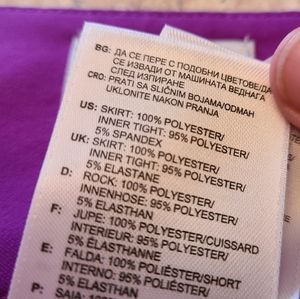 BG: ДА СЕ ПЕРЕ С ПОДОБНИ ЦВЕТОВЕ/ДА
СЕ ИЗВАДИ ОТ МАШИНАТА ВЕДНАГА
СЛЕД ИЗПИРАНЕ
CRO: PRATI SA SLIČNIM BOJAMA/ODMAH
UKLONITE NAKON PRANJA
US: SKIRT: 100% POLYESTER/
INNER TIGHT: 95% POLYESTER/
5% SPANDEX
UK: SKIRT: 100% POLYESTER/
INNER TIGHT: 95% POLYESTER/
5% ELASTANE
D: ROCK: 100% POLYESTER/
INNENHOSE: 95% POLYESTER/
5% ELASTHAN
F: JUPE: 100% POLYESTER/CUISSARD
INTERIEUR: 95% POLYESTER/
5% ÉLASTHANNE
E: FALDA: 100% POLIÉSTER/SHORT
INTERNO: 95% POLIÉSTER/
5% ELASTHAN
P: SAIA: